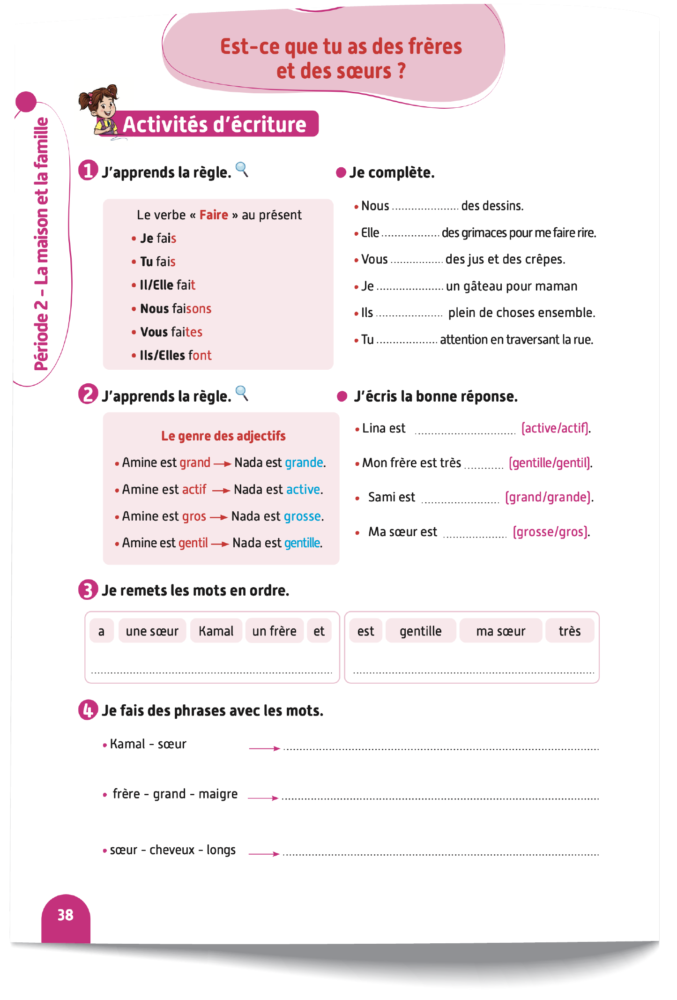 Est-ce que tu as des frères
et des sœurs ?
Période 2 - La maison et la famille
Activités d'écriture
1 J'apprends la règle.
Le verbe « Faire » au présent
• Je fais
• Tu fais
• Il/Elle fait
• Nous faisons
• Vous faites
• Ils/Elles font
• Je complète.
• Nous ..................... des dessins.
• Elle .................. des grimaces pour me faire rire.
• Vous ................ des jus et des crêpes.
• Je ..................... un gâteau pour maman
• Ils ..................... plein de choses ensemble.
• Tu ................... attention en traversant la rue.
2 J'apprends la règle.
Le genre des adjectifs
• Amine est grand → Nada est grande.
• Amine est actif → Nada est active.
• Amine est gros → Nada est grosse.
• Amine est gentil → Nada est gentille.
• J'écris la bonne réponse.
• Lina est ................................ (active/actif).
• Mon frère est très ............ (gentille/gentil).
• Sami est ........................ (grand/grande).
• Ma sœur est .................... (grosse/gros).
3 Je remets les mots en ordre.
a une sœur Kamal un frère et
est gentille ma sœur très
4 Je fais des phrases avec les mots.
• Kamal - sœur → ................................
• frère - grand - maigre → ................................
• sœur - cheveux - longs → ................................
38